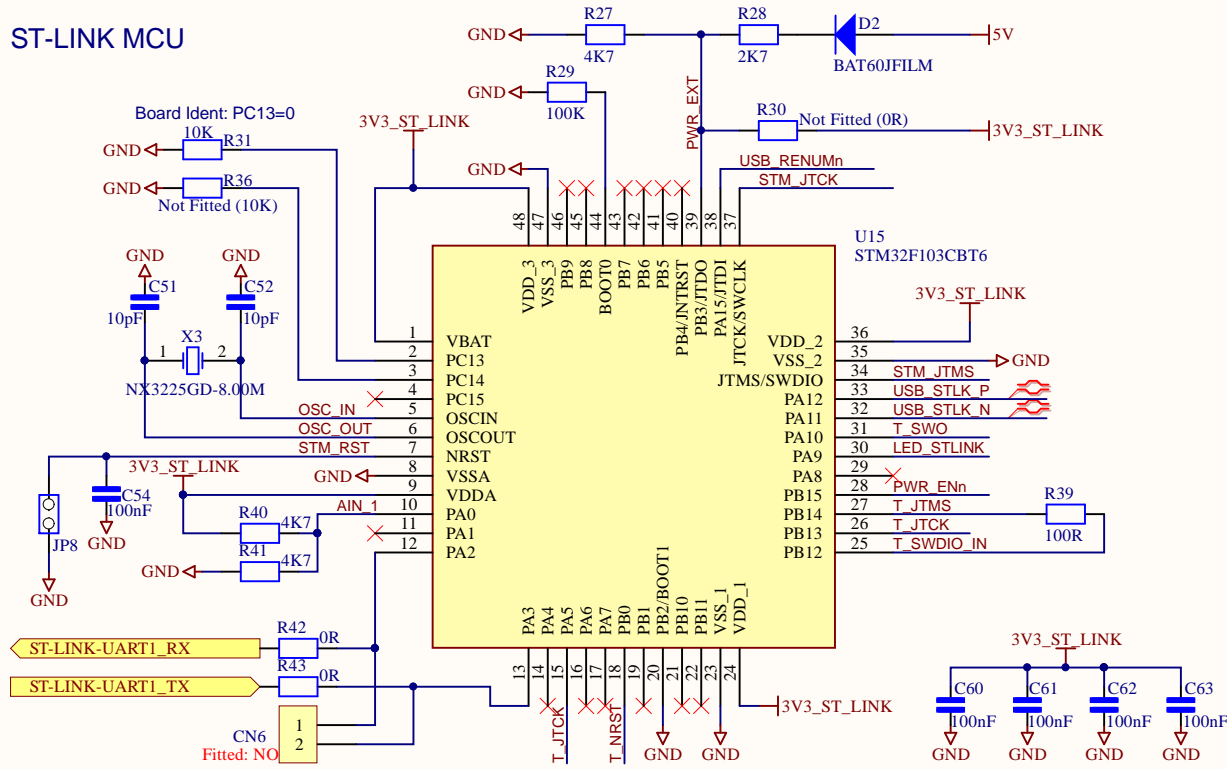 ST-LINK MCU
GND
R27
4K7
R28
2K7
D2
BAT60JFILM
5V
GND
R29
100K
PWR_EXT
R30
Not Fitted (0R)
3V3_ST_LINK
Board Ident: PC13=0
10K
GND
R31
3V3_ST_LINK
GND
R36
Not Fitted (10K)
GND
USB_RENUMn
STM_JTCK
48
47
46
45
44
43
42
41
40
39
38
37
VDD_3
VSS_3
PB9
PB8
BOOT0
PB7
PB6
PB5
PB4/JNTRST
PB3/JTDO
PA15/JTDI
JTCK/SWCLK
U15
STM32F103CBT6
GND
GND
C51
10pF
C52
10pF
X3
1
2
NX3225GD-8.00M
1 VBAT
2 PC13
3 PC14
4 PC15
OSC_IN 5 OSCIN
OSC_OUT 6 OSCOUT
STM_RST 7 NRST
GND 8 VSSA
3V3_ST_LINK
9 VDDA
AIN_1 10 PA0
11 PA1
12 PA2
3V3_ST_LINK
VDD_2 36
VSS_2 35 GND
JTMS/SWDIO 34 STM_JTMS
PA12 33 USB_STLK_P
PA11 32 USB_STLK_N
PA10 31 T_SWO
PA9 30 LED_STLINK
PA8 29
PB15 28 PWR_ENn
PB14 27 T_JTMS
PB13 26 T_JTCK
PB12 25 T_SWDIO_IN
R39
100R
C54
100nF
GND
JP8
GND
R40
4K7
R41
4K7
GND
PA3
PA4
PA5
PA6
PA7
PB0
PB1
PB2/BOOT1
PB10
PB11
VSS_1
VDD_1
13
14
15
16
17
18
19
20
21
22
23
24
T_JTCK
T_NRST
GND
GND
3V3_ST_LINK
ST-LINK-UART1_RX
R42
0R
ST-LINK-UART1_TX
R43
0R
CN6
1
2
Fitted: NO
3V3_ST_LINK
C60
100nF
C61
100nF
C62
100nF
C63
100nF
GND
GND
GND
GND